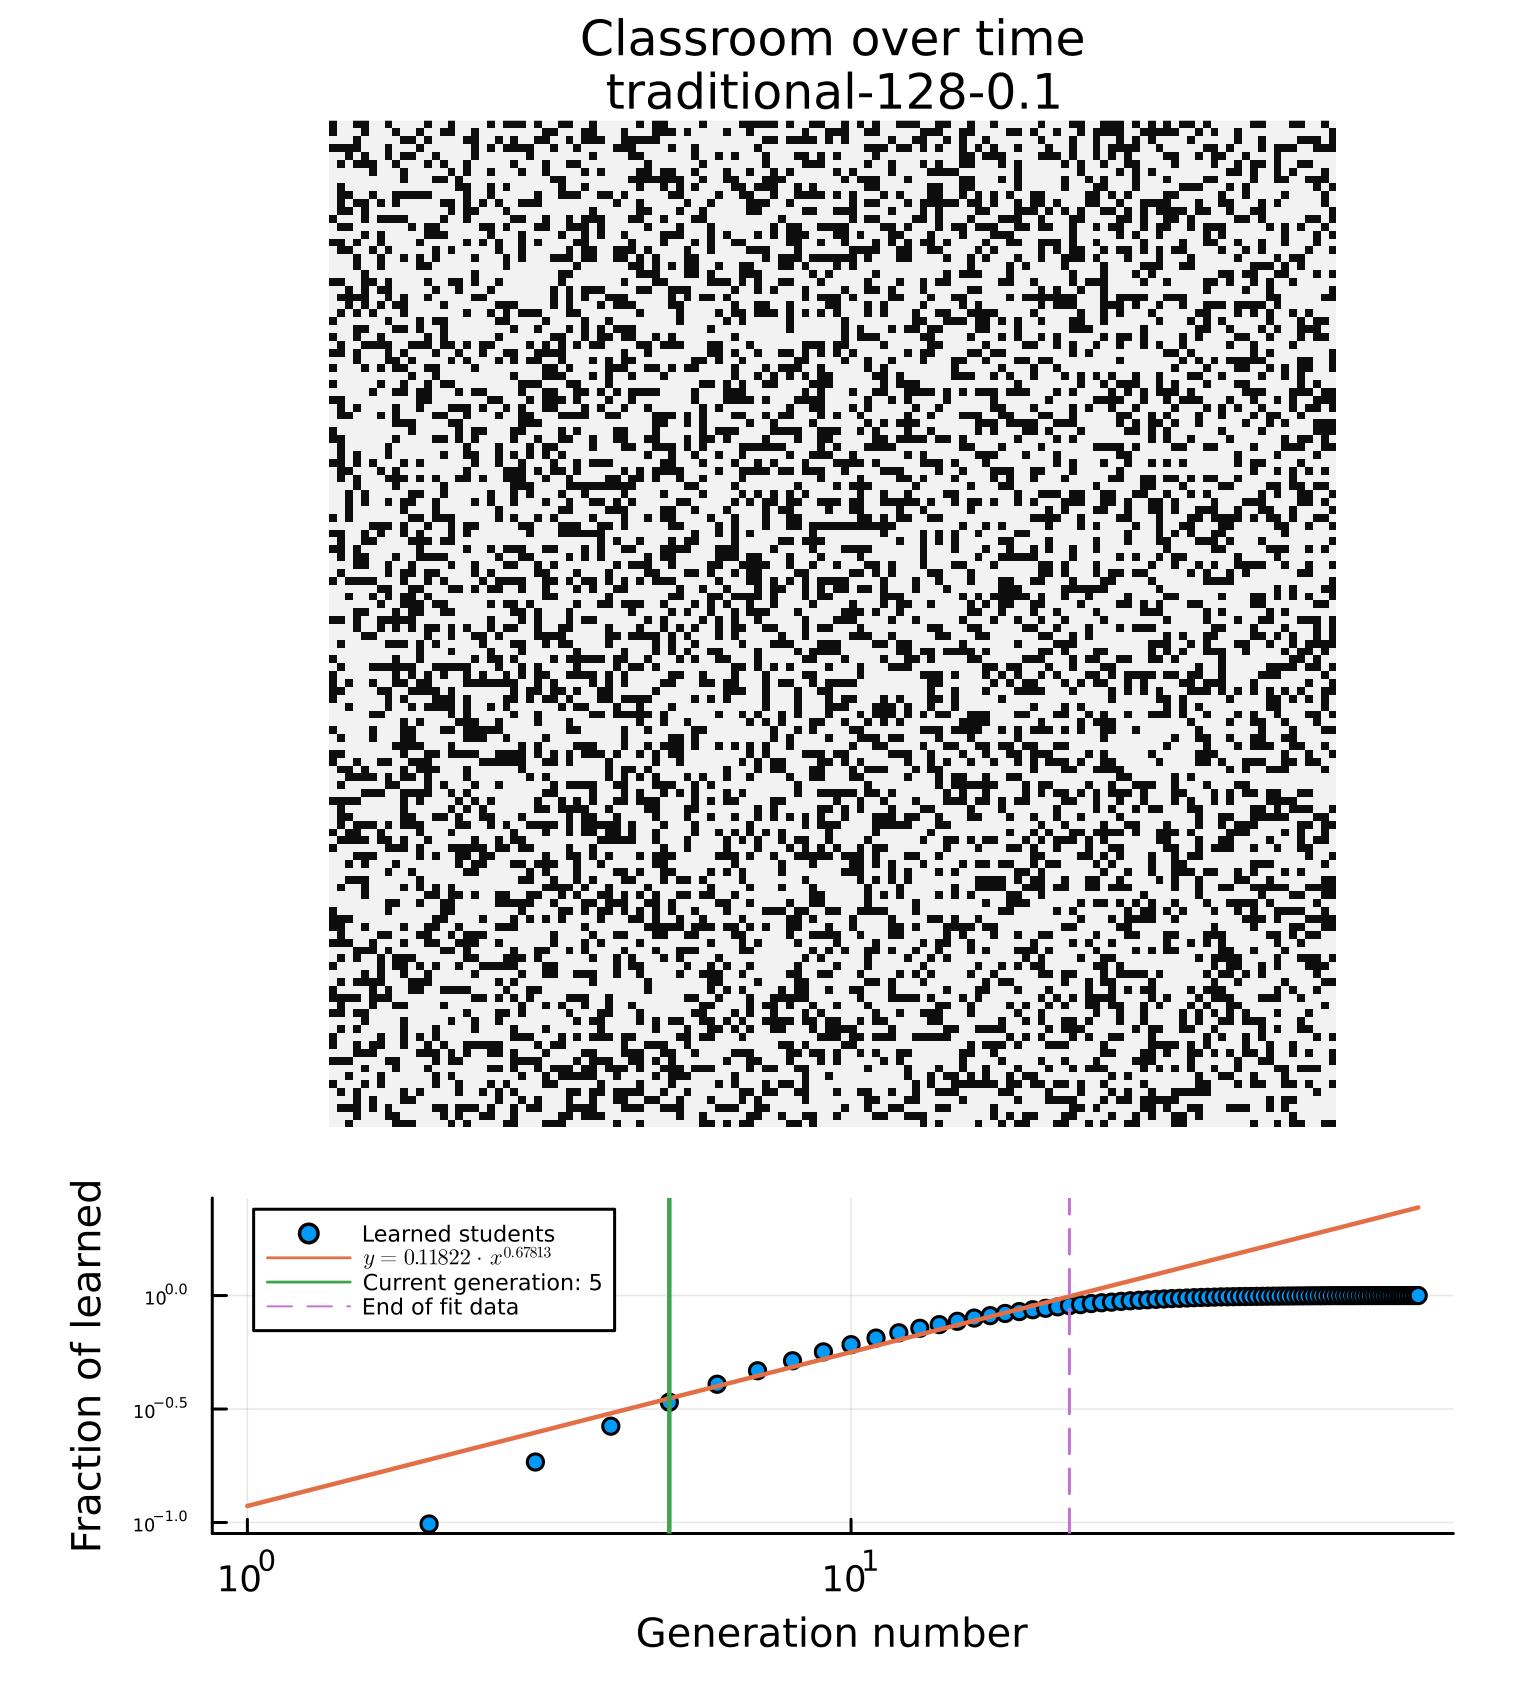 Classroom over time
traditional-128-0.1
Fraction of learned
Learned students
y = 0.11822 · x^0.67813
Current generation: 5
End of fit data
10^0.0
10^−0.5
10^−1.0
10^0
10^1
Generation number